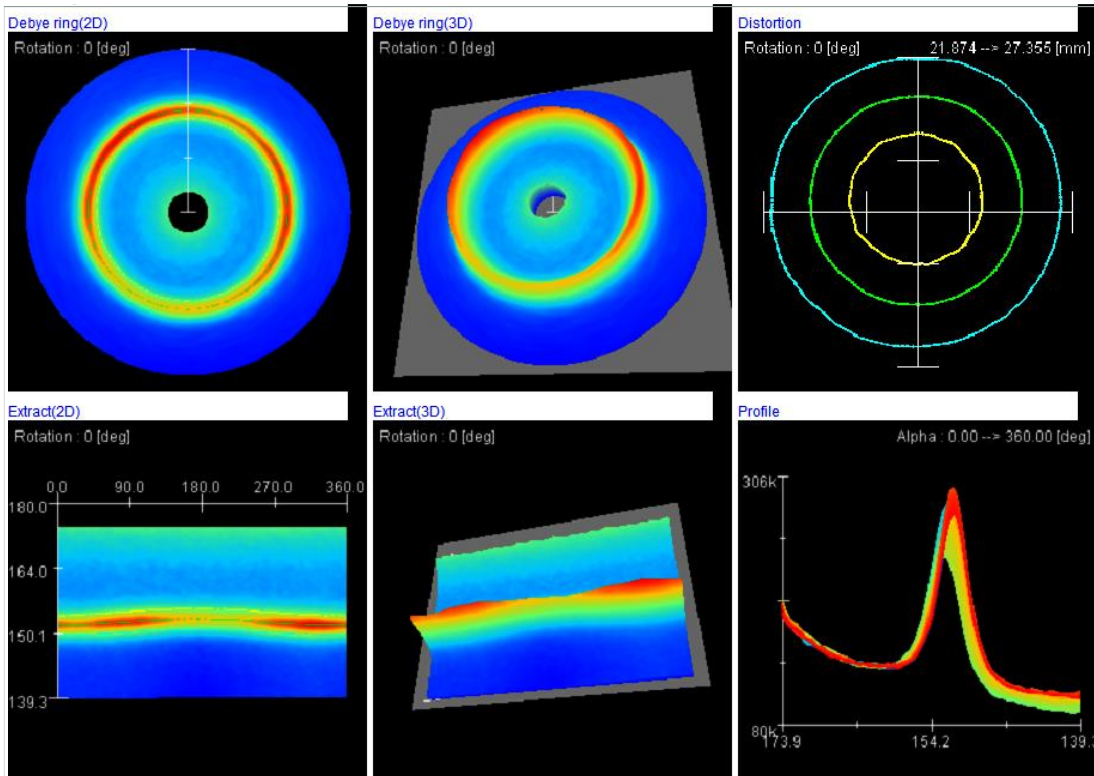 Debye ring(2D)
Rotation : 0 [deg]
Debye ring(3D)
Rotation : 0 [deg]
Distortion
Rotation : 0 [deg] 21.874 --> 27.355 [mm]
Extract(2D)
Rotation : 0 [deg]
0.0 90.0 180.0 270.0 360.0
180.0
164.0
150.1
139.3
Extract(3D)
Rotation : 0 [deg]
Profile
Alpha : 0.00 --> 360.00 [deg]
306k
80k
173.9 154.2 139.3